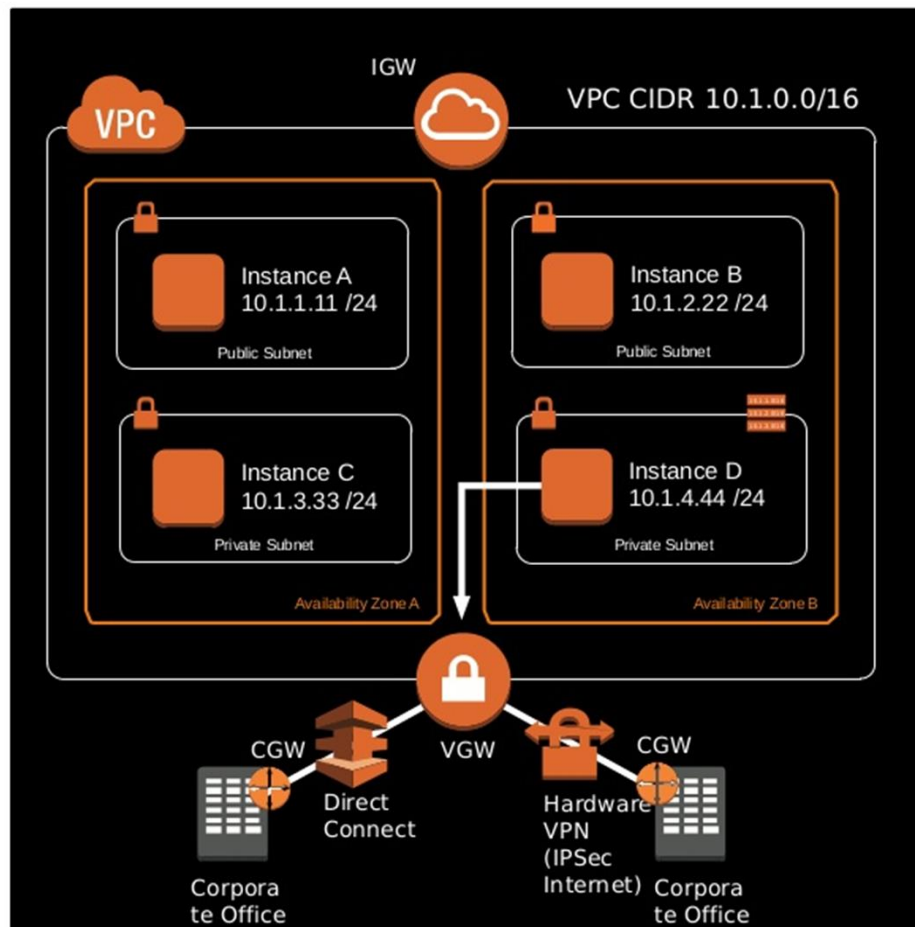 IGW
VPC CIDR 10.1.0.0/16
VPC
Instance A
10.1.1.11 /24
Public Subnet
Instance B
10.1.2.22 /24
Public Subnet
Instance C
10.1.3.33 /24
Private Subnet
Instance D
10.1.4.44 /24
Private Subnet
Availability Zone A
Availability Zone B
CGW
VGW
CGW
Direct
Connect
Hardware
VPN
(IPSec
Internet)
Corpora
te Office
Corpora
te Office